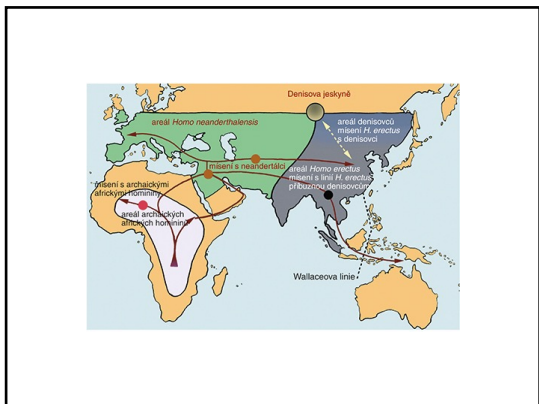 Denisova jeskyně
areál Homo neanderthalensis
areál denisovců
mísení H. erectus
s denisovci
mísení s neandertálci
areál Homo erectus
mísení s linií H. erectus
příbuznou denisovcům
mísení s archaickými
africkými homininy
areál archaických
afrických homininů
Wallaceova linie